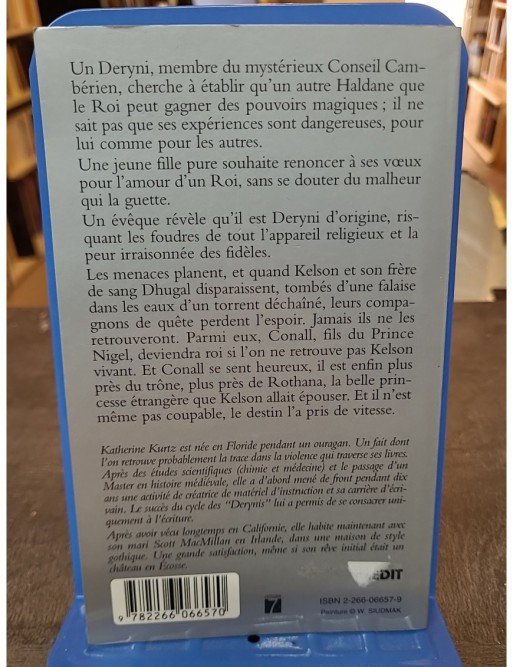 Un Deryni, membre du mystérieux Conseil Cam-
bérien, cherche à établir qu'un autre Haldane que
le Roi peut gagner des pouvoirs magiques ; il ne
sait pas que ses expériences sont dangereuses, pour
lui comme pour les autres.
Une jeune fille pure souhaite renoncer à ses vœux
pour l'amour d'un Roi, sans se douter du malheur
qui la guette.
Un évêque révèle qu'il est Deryni d'origine, ris-
quant les foudres de tout l'appareil religieux et la
peur irraisonnée des fidèles.
Les menaces planent, et quand Kelson et son frère
de sang Dhugal disparaissent, tombés d'une falaise
dans les eaux d'un torrent déchaîné, leurs compa-
gnons de quête perdent l'espoir. Jamais ils ne les
retrouveront. Parmi eux, Conall, fils du Prince
Nigel, deviendra roi si l'on ne retrouve pas Kelson
vivant. Et Conall se sent heureux, il est enfin plus
près du trône, plus près de Rothana, la belle prin-
cesse étrangère que Kelson allait épouser. Et il n'est
même pas coupable, le destin l'a pris de vitesse.
Katherine Kurtz est née en Floride pendant un ouragan. Un fait dont
l'on retrouve probablement la trace dans la violence qui traverse ses livres.
Après des études scientifiques (chimie et médecine) et le passage d'un
Master en histoire médiévale, elle a d'abord mené de front pendant dix
ans une activité de créatrice de matériel d'instruction et sa carrière d'écri-
vain. Le succès du cycle des "Derynis" lui a permis de se consacrer uni-
quement à l'écriture.
Après avoir vécu longtemps en Californie, elle habite maintenant avec
son mari Scott MacMillan en Irlande, dans une maison de style
gothique. Une grande satisfaction, même si son rêve initial était un
château en Écosse.
EDIT
ISBN 2-266-06657-9
Peinture © W. SIUDMAK
7
9 782266 066570